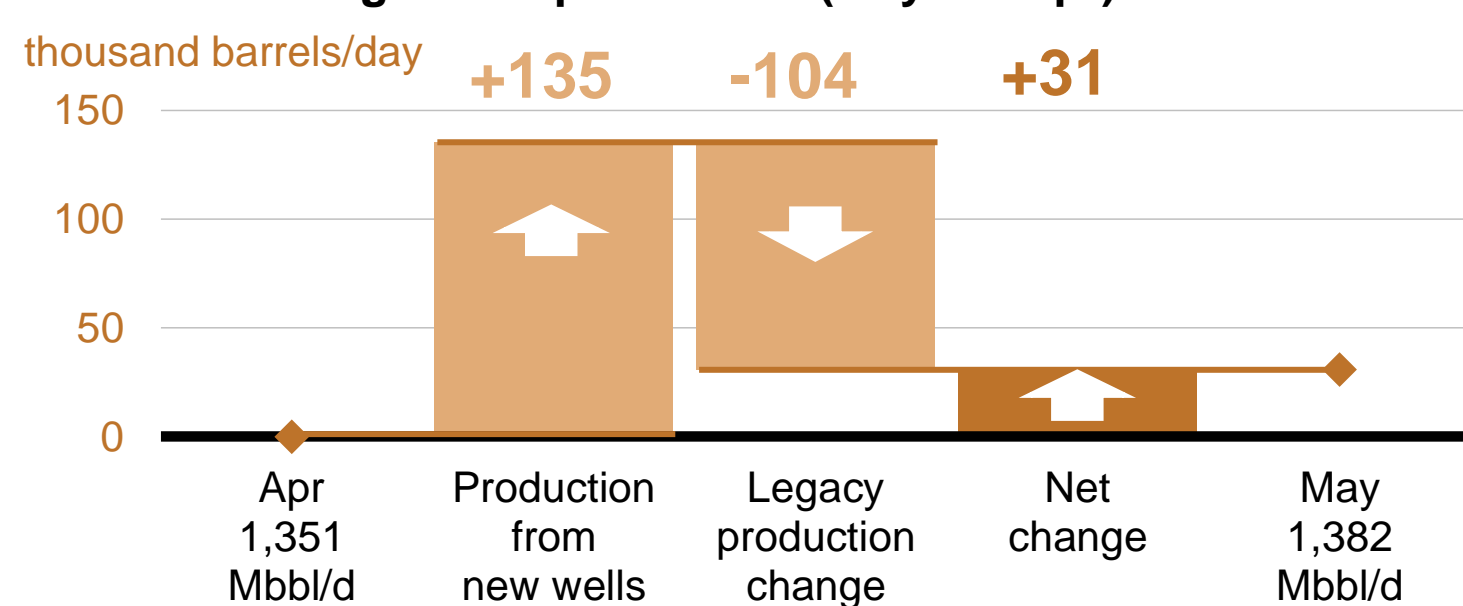 thousand barrels/day
+135 -104 +31
150
100
50
0
Apr
1,351
Mbbl/d
Production
from
new wells
Legacy
production
change
Net
change
May
1,382
Mbbl/d